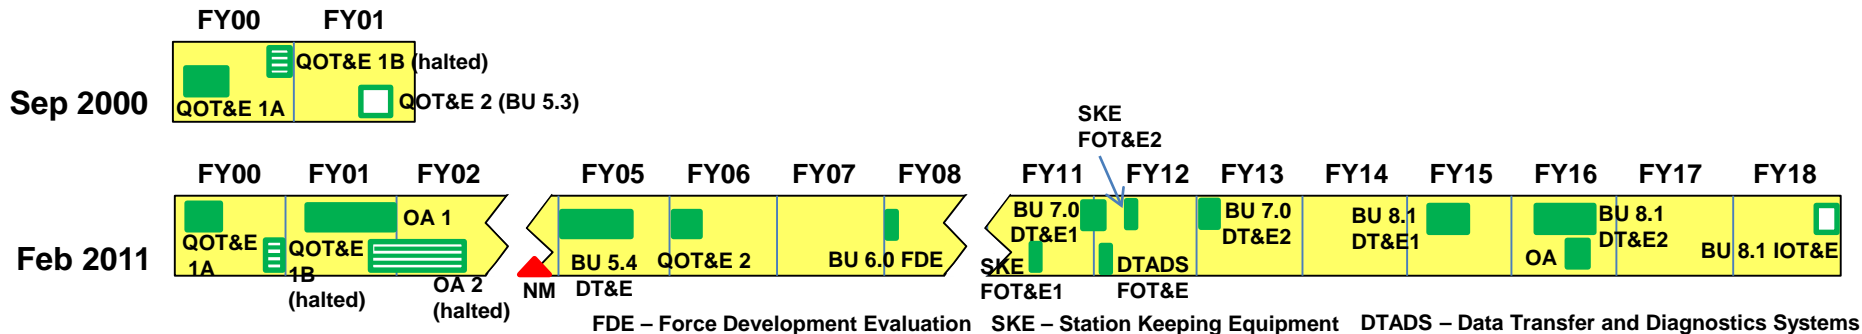 FY00 FY01
Sep 2000
QOT&E 1B (halted)
QOT&E 1A
QOT&E 2 (BU 5.3)
SKE
FOT&E2
FY00 FY01 FY02 FY05 FY06 FY07 FY08 FY11 FY12 FY13 FY14 FY15 FY16 FY17 FY18
Feb 2011
QOT&E
1A
QOT&E
1B
(halted)
OA 1
OA 2
(halted)
NM
BU 5.4
DT&E
QOT&E 2
BU 6.0 FDE
BU 7.0
DT&E1
SKE
FOT&E1
DTADS
FOT&E
BU 7.0
DT&E2
BU 8.1
DT&E1
BU 8.1
DT&E2
OA
BU 8.1 IOT&E
FDE – Force Development Evaluation SKE – Station Keeping Equipment DTADS – Data Transfer and Diagnostics Systems